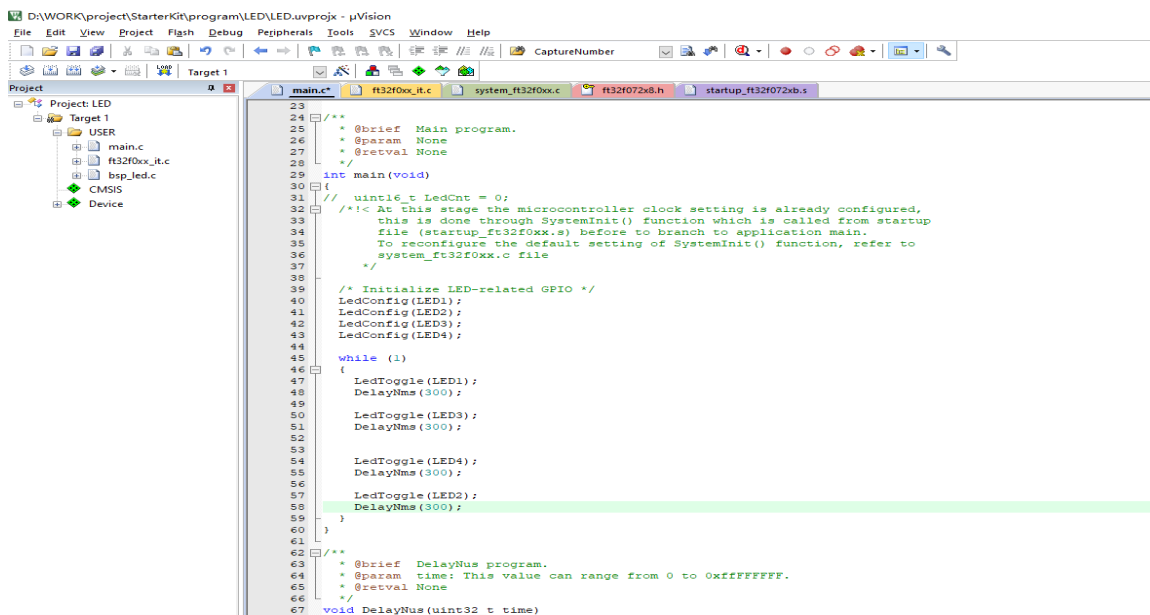 D:\WORK\project\StarterKit\program\LED\LED.uvprojx - µVision
File Edit View Project Flash Debug Peripherals Tools SVCS Window Help
CaptureNumber
LOAD Target 1
Project
main.c* ft32f0xx_it.c system_ft32f0xx.c ft32f072x8.h startup_ft32f072xb.s
Project: LED
Target 1
USER
main.c
ft32f0xx_it.c
bsp_led.c
CMSIS
Device
23
24 /**
25 * @brief Main program.
26 * @param None
27 * @retval None
28 */
29 int main(void)
30 {
31 // uint16_t LedCnt = 0;
32 /*!< At this stage the microcontroller clock setting is already configured,
33 this is done through SystemInit() function which is called from startup
34 file (startup_ft32f0xx.s) before to branch to application main.
35 To reconfigure the default setting of SystemInit() function, refer to
36 system_ft32f0xx.c file
37 */
38
39 /* Initialize LED-related GPIO */
40 LedConfig(LED1);
41 LedConfig(LED2);
42 LedConfig(LED3);
43 LedConfig(LED4);
44
45 while (1)
46 {
47 LedToggle(LED1);
48 DelayNms(300);
49
50 LedToggle(LED3);
51 DelayNms(300);
52
53
54 LedToggle(LED4);
55 DelayNms(300);
56
57 LedToggle(LED2);
58 DelayNms(300);
59 }
60 }
61
62 /**
63 * @brief DelayNus program.
64 * @param time: This value can range from 0 to 0xffFFFFFF.
65 * @retval None
66 */
67 void DelayNus(uint32_t time)